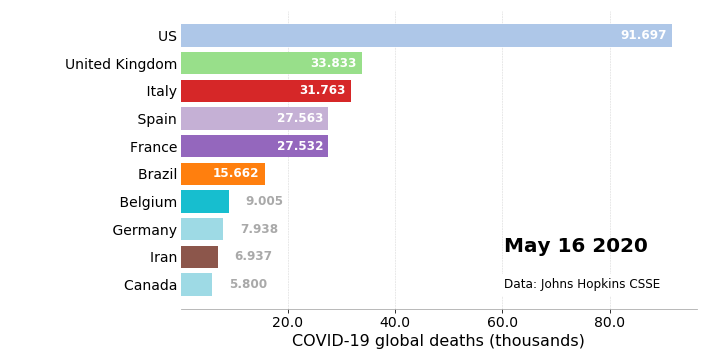 US 91.697
United Kingdom 33.833
Italy 31.763
Spain 27.563
France 27.532
Brazil 15.662
Belgium 9.005
Germany 7.938
Iran 6.937
Canada 5.800
May 16 2020
Data: Johns Hopkins CSSE
20.0 40.0 60.0 80.0
COVID-19 global deaths (thousands)